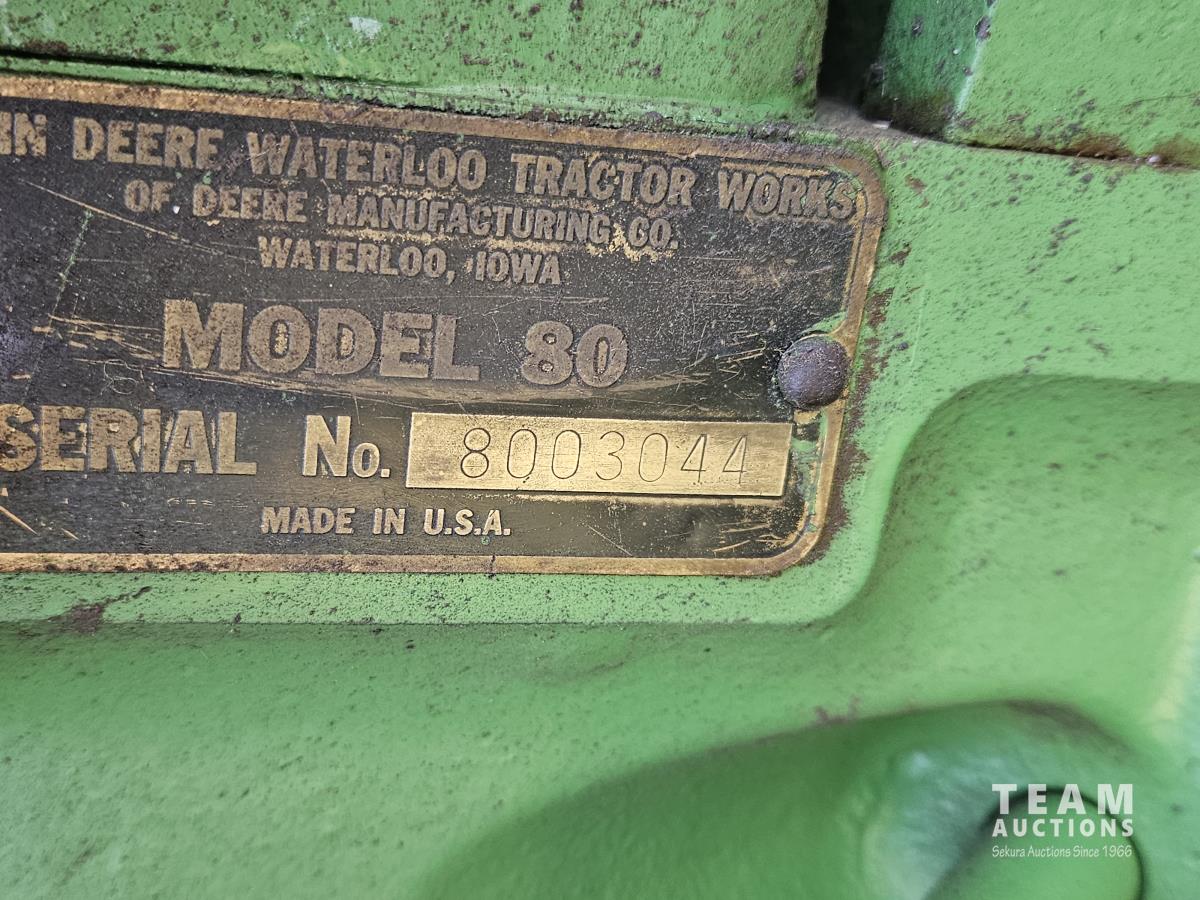 HN DEERE WATERLOO TRACTOR WORKS
OF DEERE MANUFACTURING CO.
WATERLOO, IOWA
MODEL 80
SERIAL No. 8003044
MADE IN U.S.A.
TEAM
AUCTIONS
Sekura Auctions Since 1966